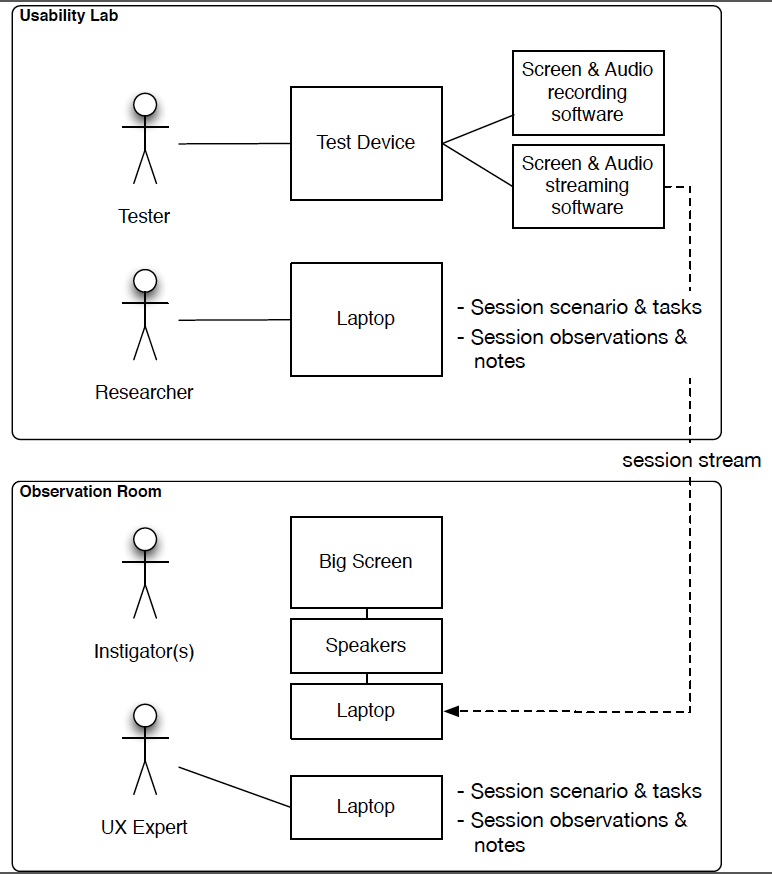 Usability Lab
Screen & Audio
recording
software
Test Device
Screen & Audio
streaming
software
Tester
Laptop
- Session scenario & tasks
- Session observations &
notes
Researcher
session stream
Observation Room
Big Screen
Instigator(s)
Speakers
Laptop
UX Expert
Laptop
- Session scenario & tasks
- Session observations &
notes